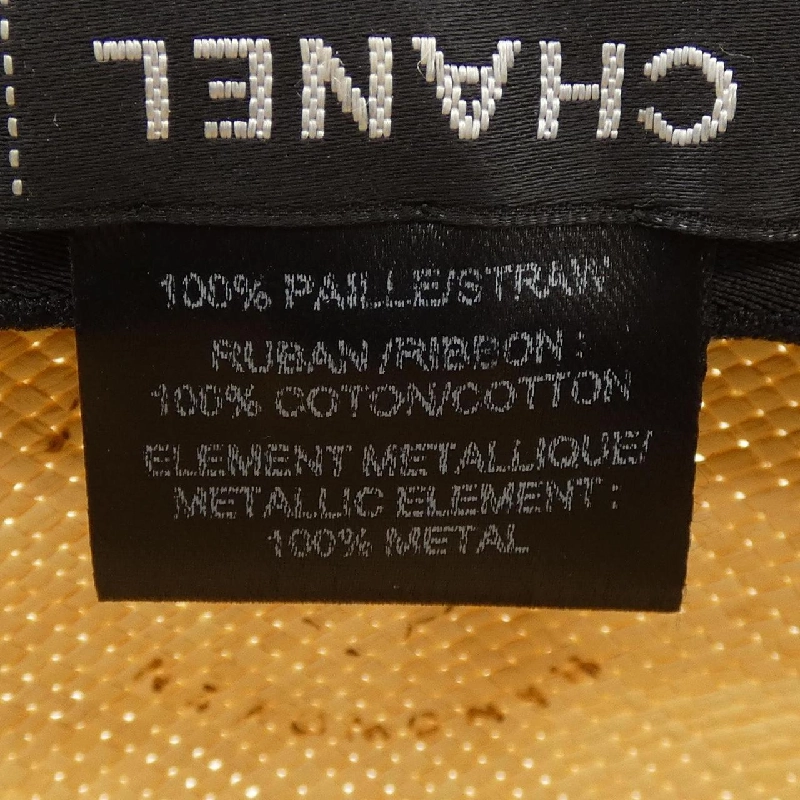 CHANEL
100% PAILLE/STRAW
RUBAN/RIBBON :
100% COTON/COTTON
ELEMENT METALLIQUE/
METALLIC ELEMENT :
100% METAL